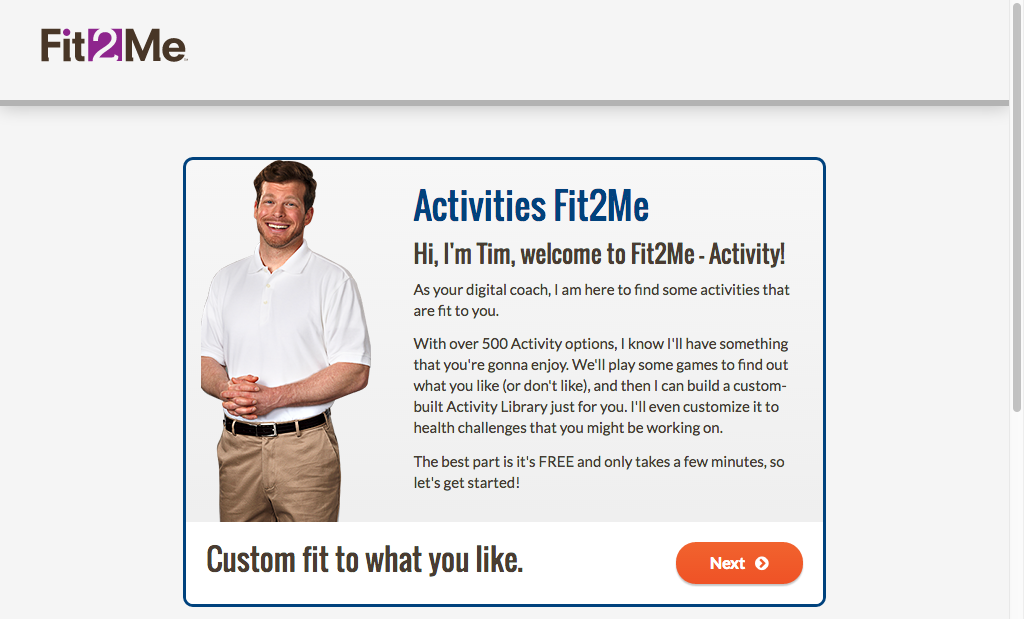 Fit2Me
Activities Fit2Me
Hi, I'm Tim, welcome to Fit2Me - Activity!
As your digital coach, I am here to find some activities that
are fit to you.
With over 500 Activity options, I know I'll have something
that you're gonna enjoy. We'll play some games to find out
what you like (or don't like), and then I can build a custom-
built Activity Library just for you. I'll even customize it to
health challenges that you might be working on.
The best part is it's FREE and only takes a few minutes, so
let's get started!
Custom fit to what you like.
Next